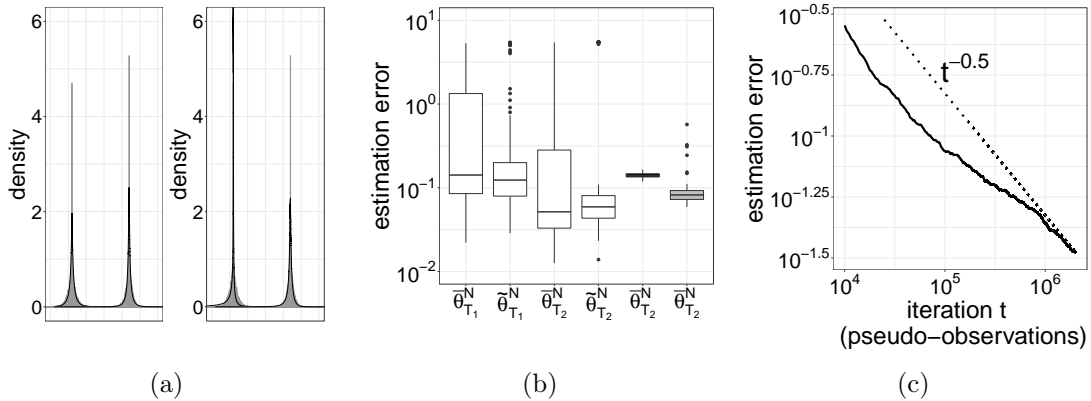 density
6
4
2
0
density
6
4
2
0
(a)
estimation error
10^1
10^0
10^−1
10^−2
θ̅^N_T₁
θ̃^N_T₁
θ̅^N_T₂
θ̃^N_T₂
θ̅^N_T₂
θ̅^N_T₂
(b)
estimation error
10^−0.5
10^−0.75
10^−1
10^−1.25
10^−1.5
t^−0.5
10^4
10^5
10^6
iteration t
(pseudo−observations)
(c)